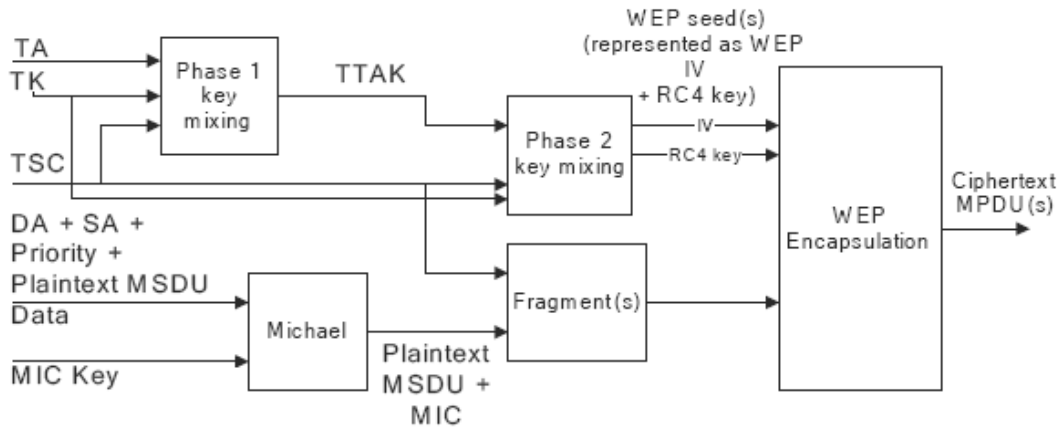 TA
TK
TSC
DA + SA +
Priority +
Plaintext MSDU
Data
MIC Key
Phase 1
key
mixing
TTAK
Michael
Plaintext
MSDU +
MIC
WEP seed(s)
(represented as WEP
IV
+ RC4 key)
Phase 2
key mixing
IV
RC4 key
Fragment(s)
WEP
Encapsulation
Ciphertext
MPDU(s)